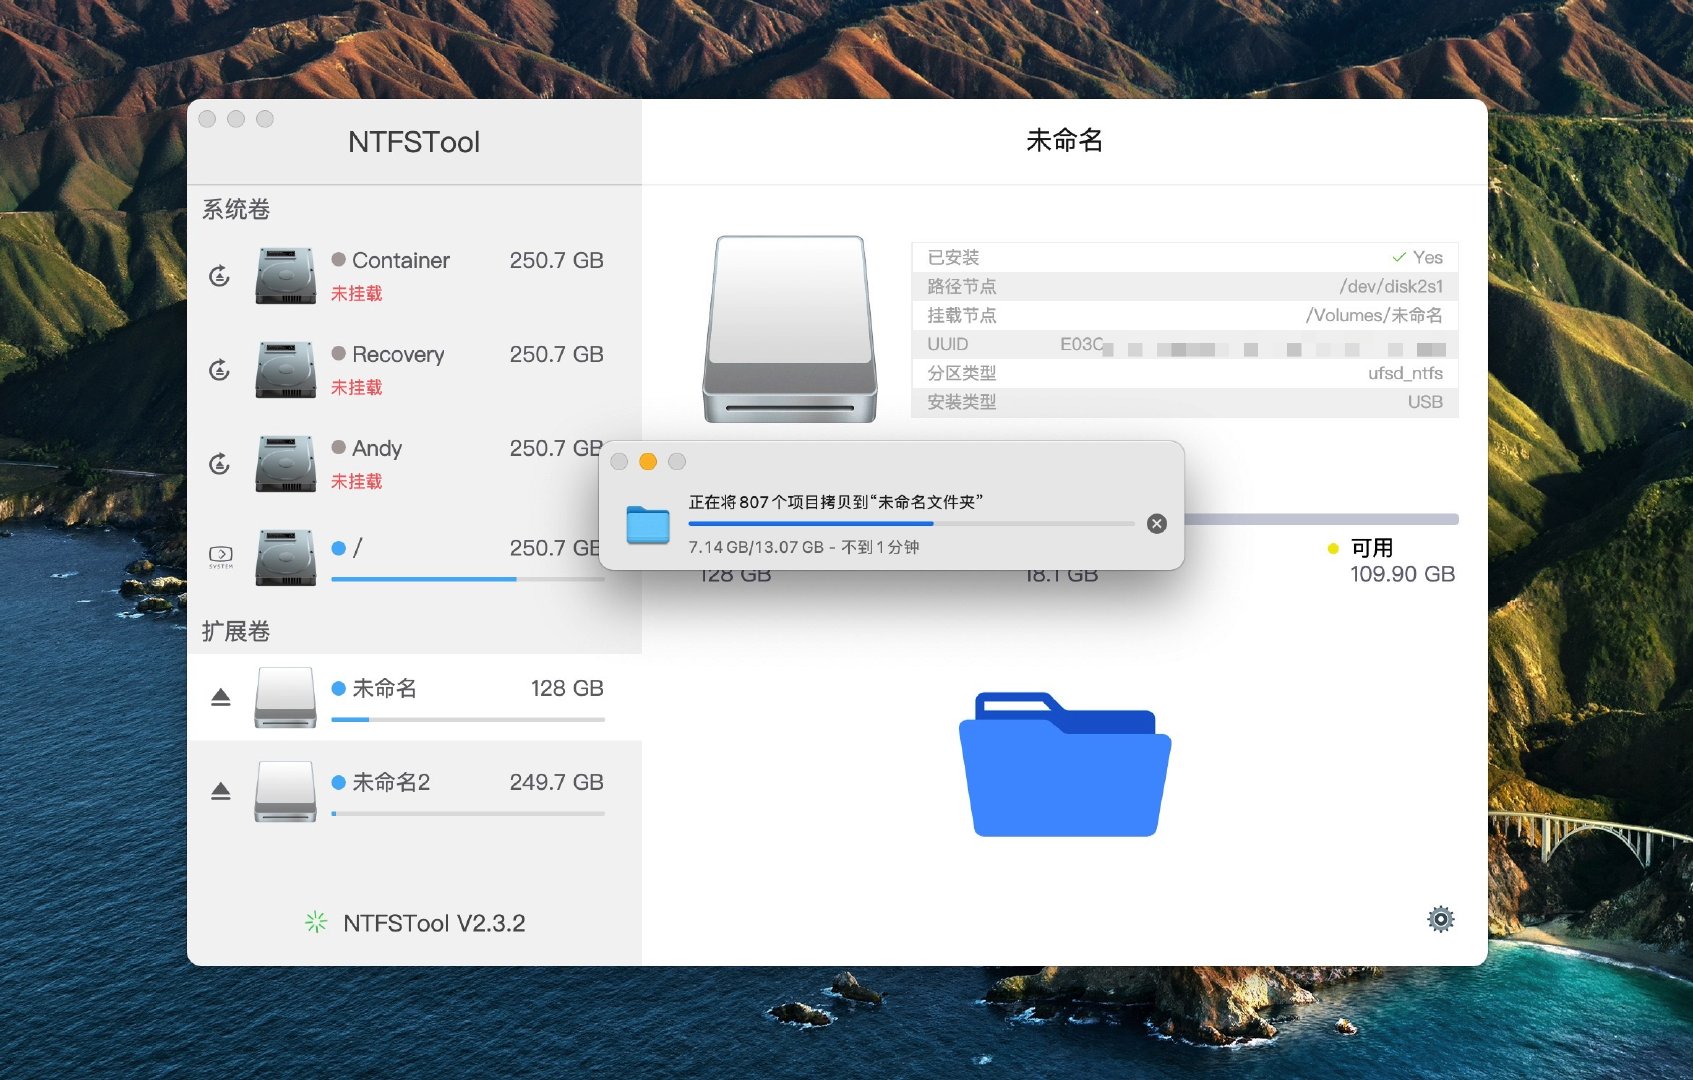 NTFSTool
系统卷
Container 250.7 GB
未挂载
Recovery 250.7 GB
未挂载
Andy 250.7 GB
未挂载
SYSTEM
/ 250.7 GB
扩展卷
未命名 128 GB
未命名2 249.7 GB
NTFSTool V2.3.2
未命名
已安装 Yes
路径节点 /dev/disk2s1
挂载节点 /Volumes/未命名
UUID E03C
分区类型 ufsd_ntfs
安装类型 USB
正在将807个项目拷贝到“未命名文件夹”
7.14 GB/13.07 GB - 不到1分钟
可用
128 GB 18.1 GB 109.90 GB